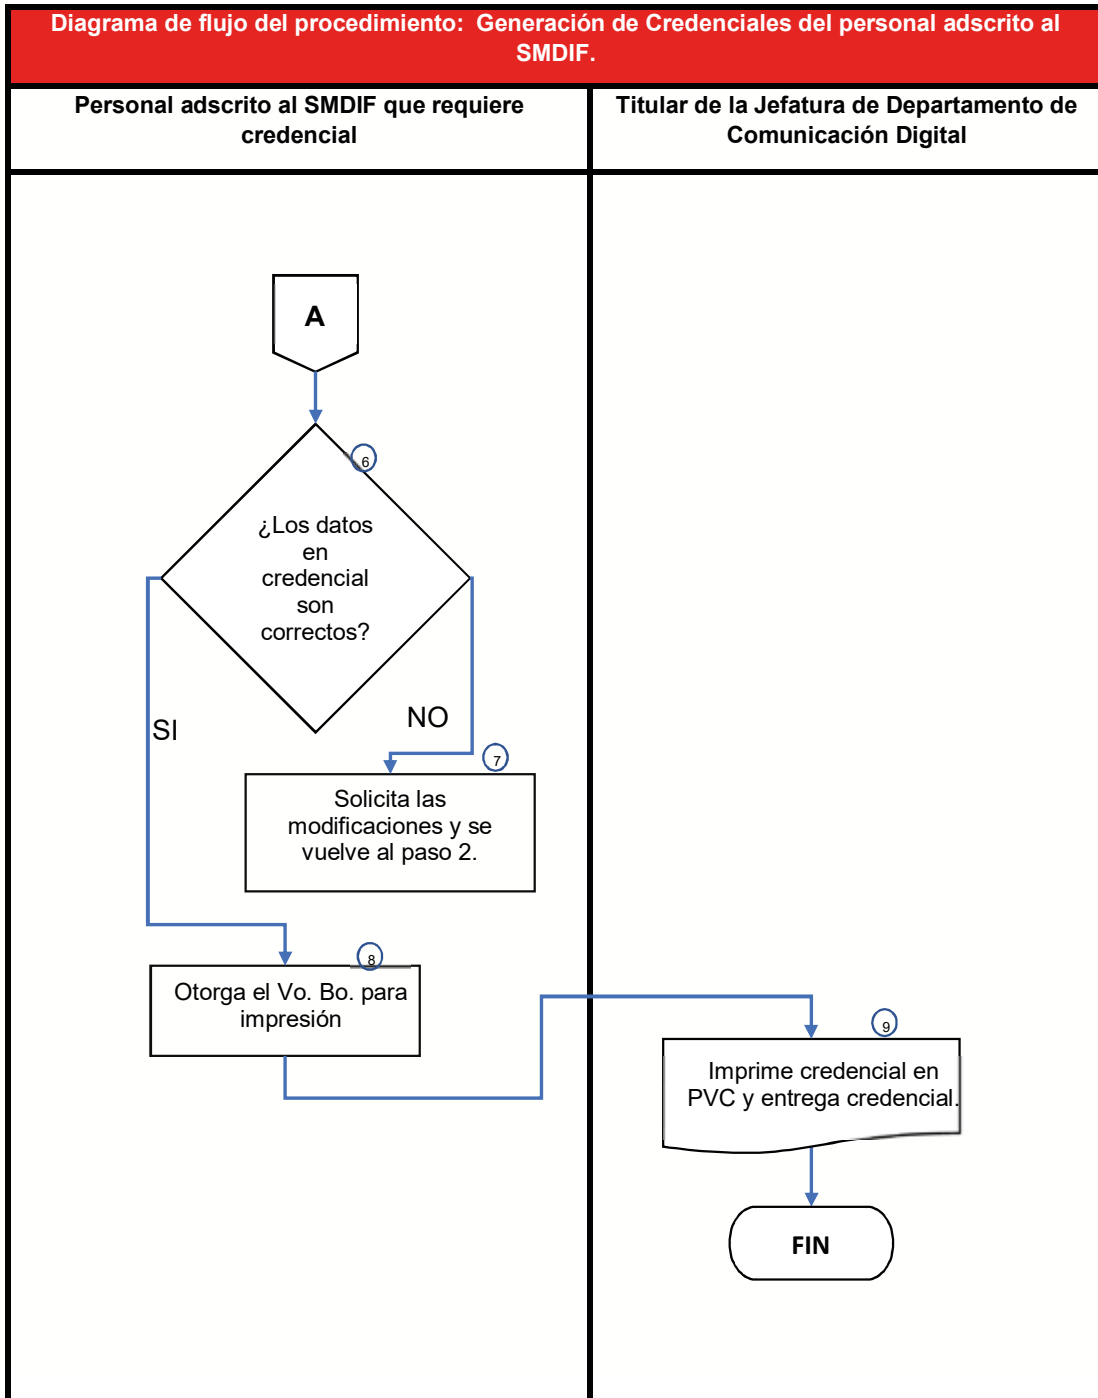 Diagrama de flujo del procedimiento: Generación de Credenciales del personal adscrito al
SMDIF.
Personal adscrito al SMDIF que requiere
credencial
Titular de la Jefatura de Departamento de
Comunicación Digital
A
6
¿Los datos
en
credencial
son
correctos?
SI
NO
7
Solicita las
modificaciones y se
vuelve al paso 2.
8
Otorga el Vo. Bo. para
impresión
9
Imprime credencial en
PVC y entrega credencial.
FIN